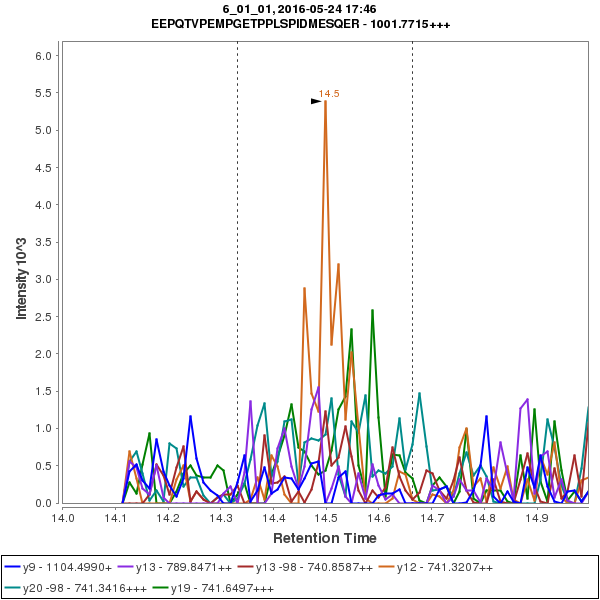 6_01_01, 2016-05-24 17:46
EEPQTVPEMPGETPPLSPIDMESQER - 1001.7715+++
Intensity 10^3
6.0
5.5
5.0
4.5
4.0
3.5
3.0
2.5
2.0
1.5
1.0
0.5
0.0
14.5
14.0 14.1 14.2 14.3 14.4 14.5 14.6 14.7 14.8 14.9
Retention Time
y9 - 1104.4990+ y13 - 789.8471++ y13 -98 - 740.8587++ y12 - 741.3207++
y20 -98 - 741.3416+++ y19 - 741.6497+++